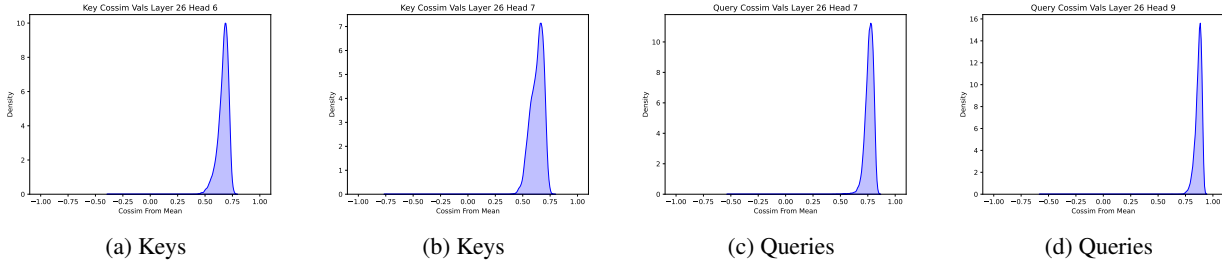 Key Cossim Vals Layer 26 Head 6
Density
10
8
6
4
2
0
−1.00 −0.75 −0.50 −0.25 0.00 0.25 0.50 0.75 1.00
Cossim From Mean
(a) Keys
Key Cossim Vals Layer 26 Head 7
Density
7
6
5
4
3
2
1
0
−1.00 −0.75 −0.50 −0.25 0.00 0.25 0.50 0.75 1.00
Cossim From Mean
(b) Keys
Query Cossim Vals Layer 26 Head 7
Density
10
8
6
4
2
0
−1.00 −0.75 −0.50 −0.25 0.00 0.25 0.50 0.75 1.00
Cossim From Mean
(c) Queries
Query Cossim Vals Layer 26 Head 9
Density
16
14
12
10
8
6
4
2
0
−1.00 −0.75 −0.50 −0.25 0.00 0.25 0.50 0.75 1.00
Cossim From Mean
(d) Queries